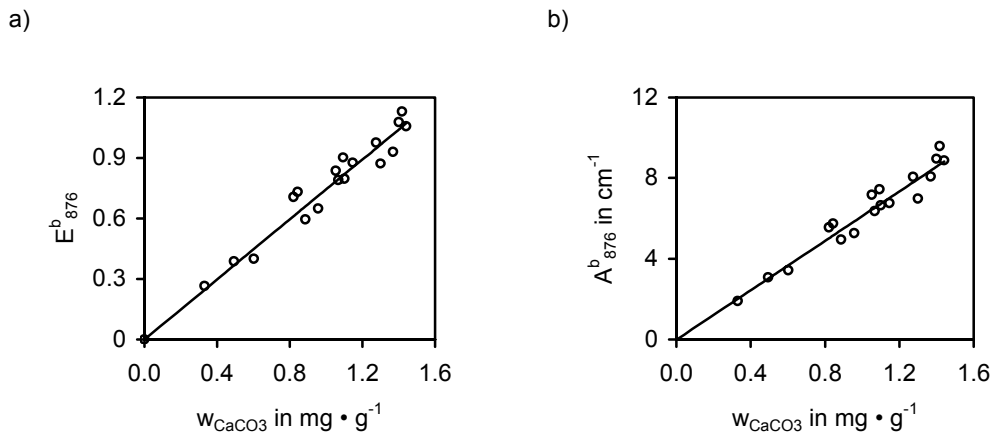 a)
b)
1.2
0.9
0.6
0.3
0
E^b_876
0.0 0.4 0.8 1.2 1.6
w_CaCO3 in mg • g^-1
12
8
4
0
A^b_876 in cm^-1
0.0 0.4 0.8 1.2 1.6
w_CaCO3 in mg • g^-1